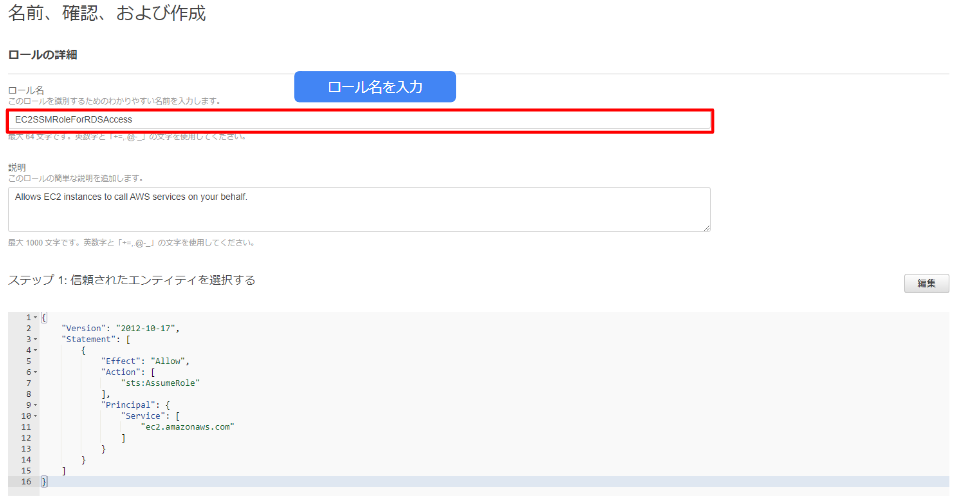 名前、確認、および作成
ロールの詳細
ロール名
ロール名を入力
このロールを識別するためのわかりやすい名前を入力します。
EC2SSMRoleForRDSAccess
最大 64 文字です。英数字と「+=,.@-_」の文字を使用してください。
説明
このロールの簡単な説明を追加します。
Allows EC2 instances to call AWS services on your behalf.
最大 1000 文字です。英数字と「+=,.@-_」の文字を使用してください。
ステップ 1: 信頼されたエンティティを選択する
編集
1 {
2 "Version": "2012-10-17",
3 "Statement": [
4 {
5 "Effect": "Allow",
6 "Action": [
7 "sts:AssumeRole"
8 ],
9 "Principal": {
10 "Service": [
11 "ec2.amazonaws.com"
12 ]
13 }
14 }
15 ]
16 }